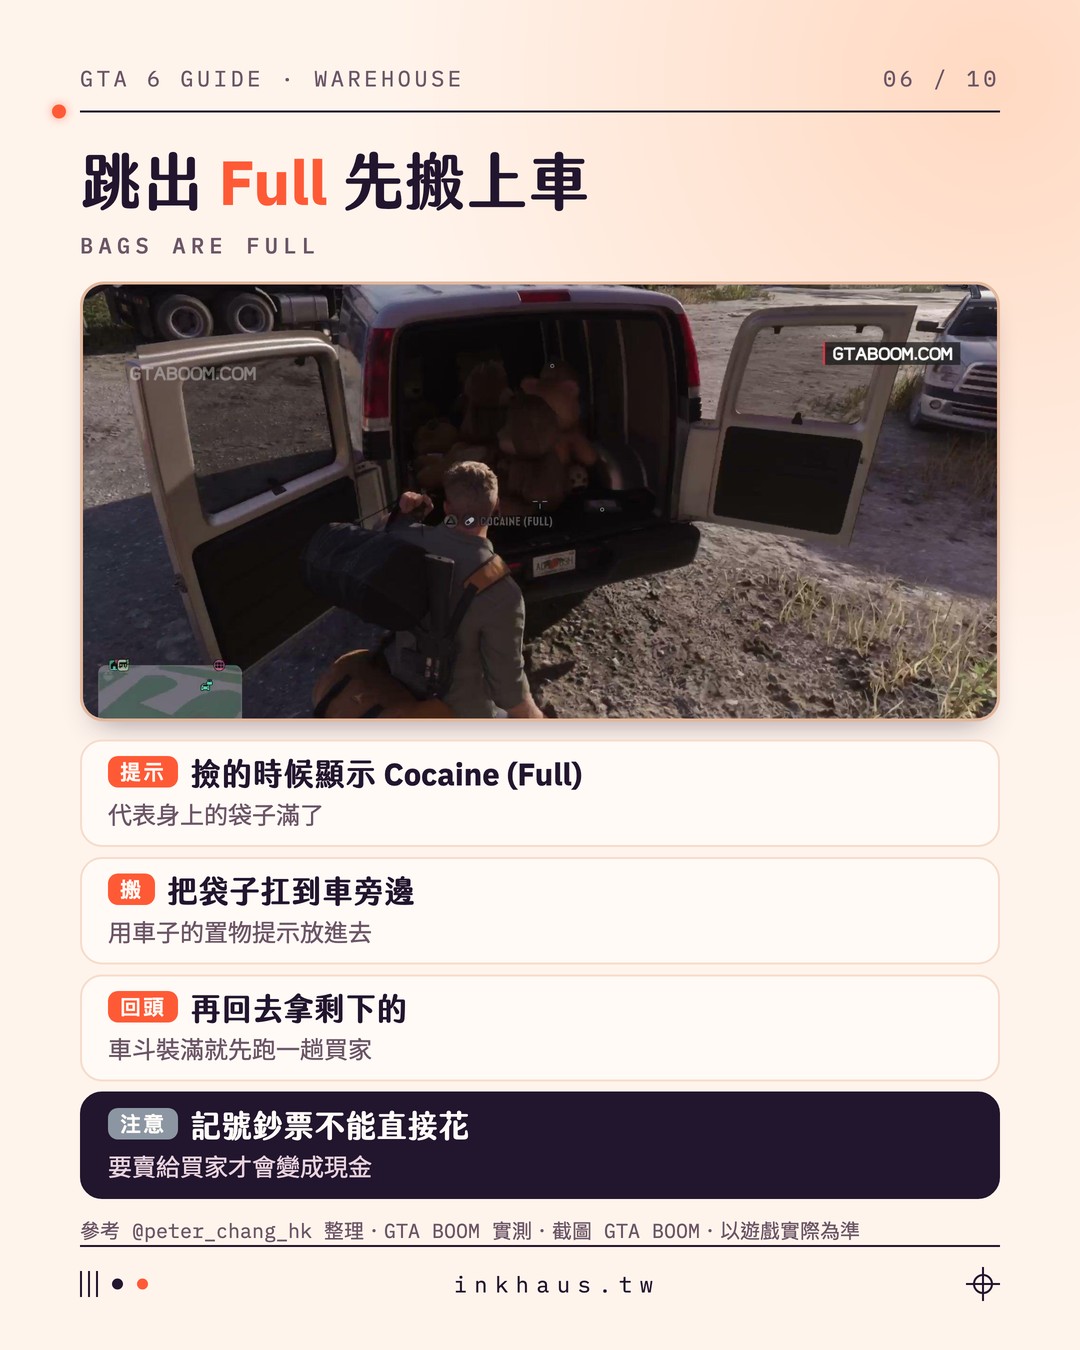 GTA 6 GUIDE · WAREHOUSE
06 / 10
跳出 Full 先搬上車
BAGS ARE FULL
GTABOOM.COM
GTABOOM.COM
COCAINE (FULL)
提示 撿的時候顯示 Cocaine (Full)
代表身上的袋子滿了
搬 把袋子扛到車旁邊
用車子的置物提示放進去
回頭 再回去拿剩下的
車斗裝滿就先跑一趟買家
注意 記號鈔票不能直接花
要賣給買家才會變成現金
參考 @peter_chang_hk 整理 · GTA BOOM 實測 · 截圖 GTA BOOM · 以遊戲實際為準
inkhaus.tw